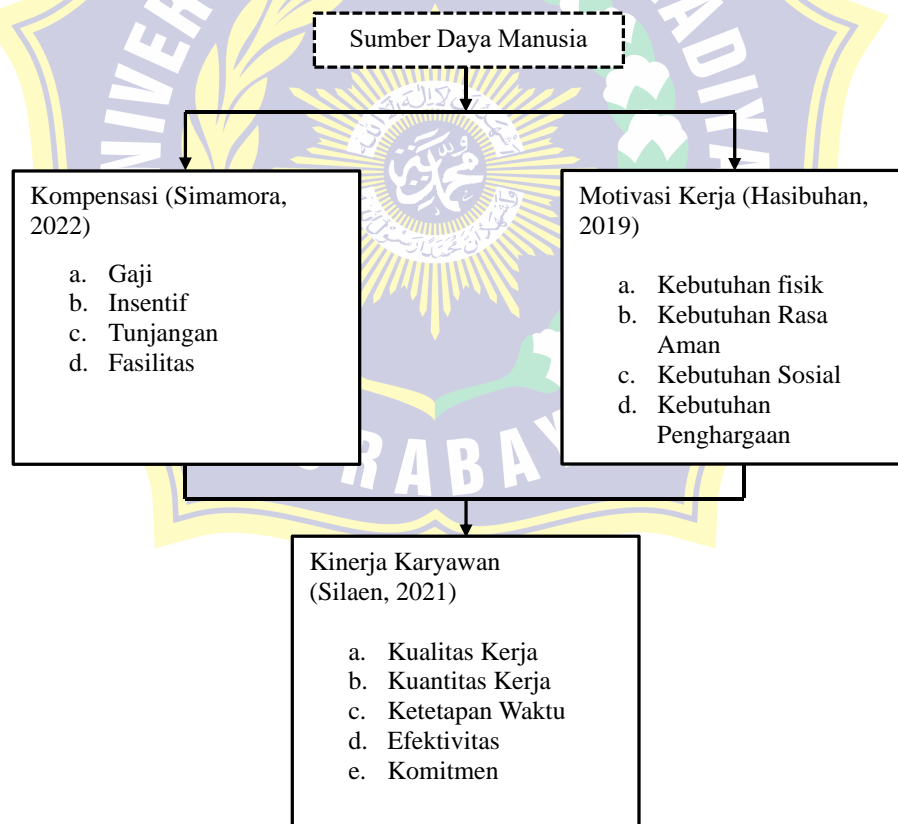 Sumber Daya Manusia
Kompensasi (Simamora,
2022)
a. Gaji
b. Insentif
c. Tunjangan
d. Fasilitas
Motivasi Kerja (Hasibuhan,
2019)
a. Kebutuhan fisik
b. Kebutuhan Rasa
Aman
c. Kebutuhan Sosial
d. Kebutuhan
Penghargaan
Kinerja Karyawan
(Silaen, 2021)
a. Kualitas Kerja
b. Kuantitas Kerja
c. Ketetapan Waktu
d. Efektivitas
e. Komitmen